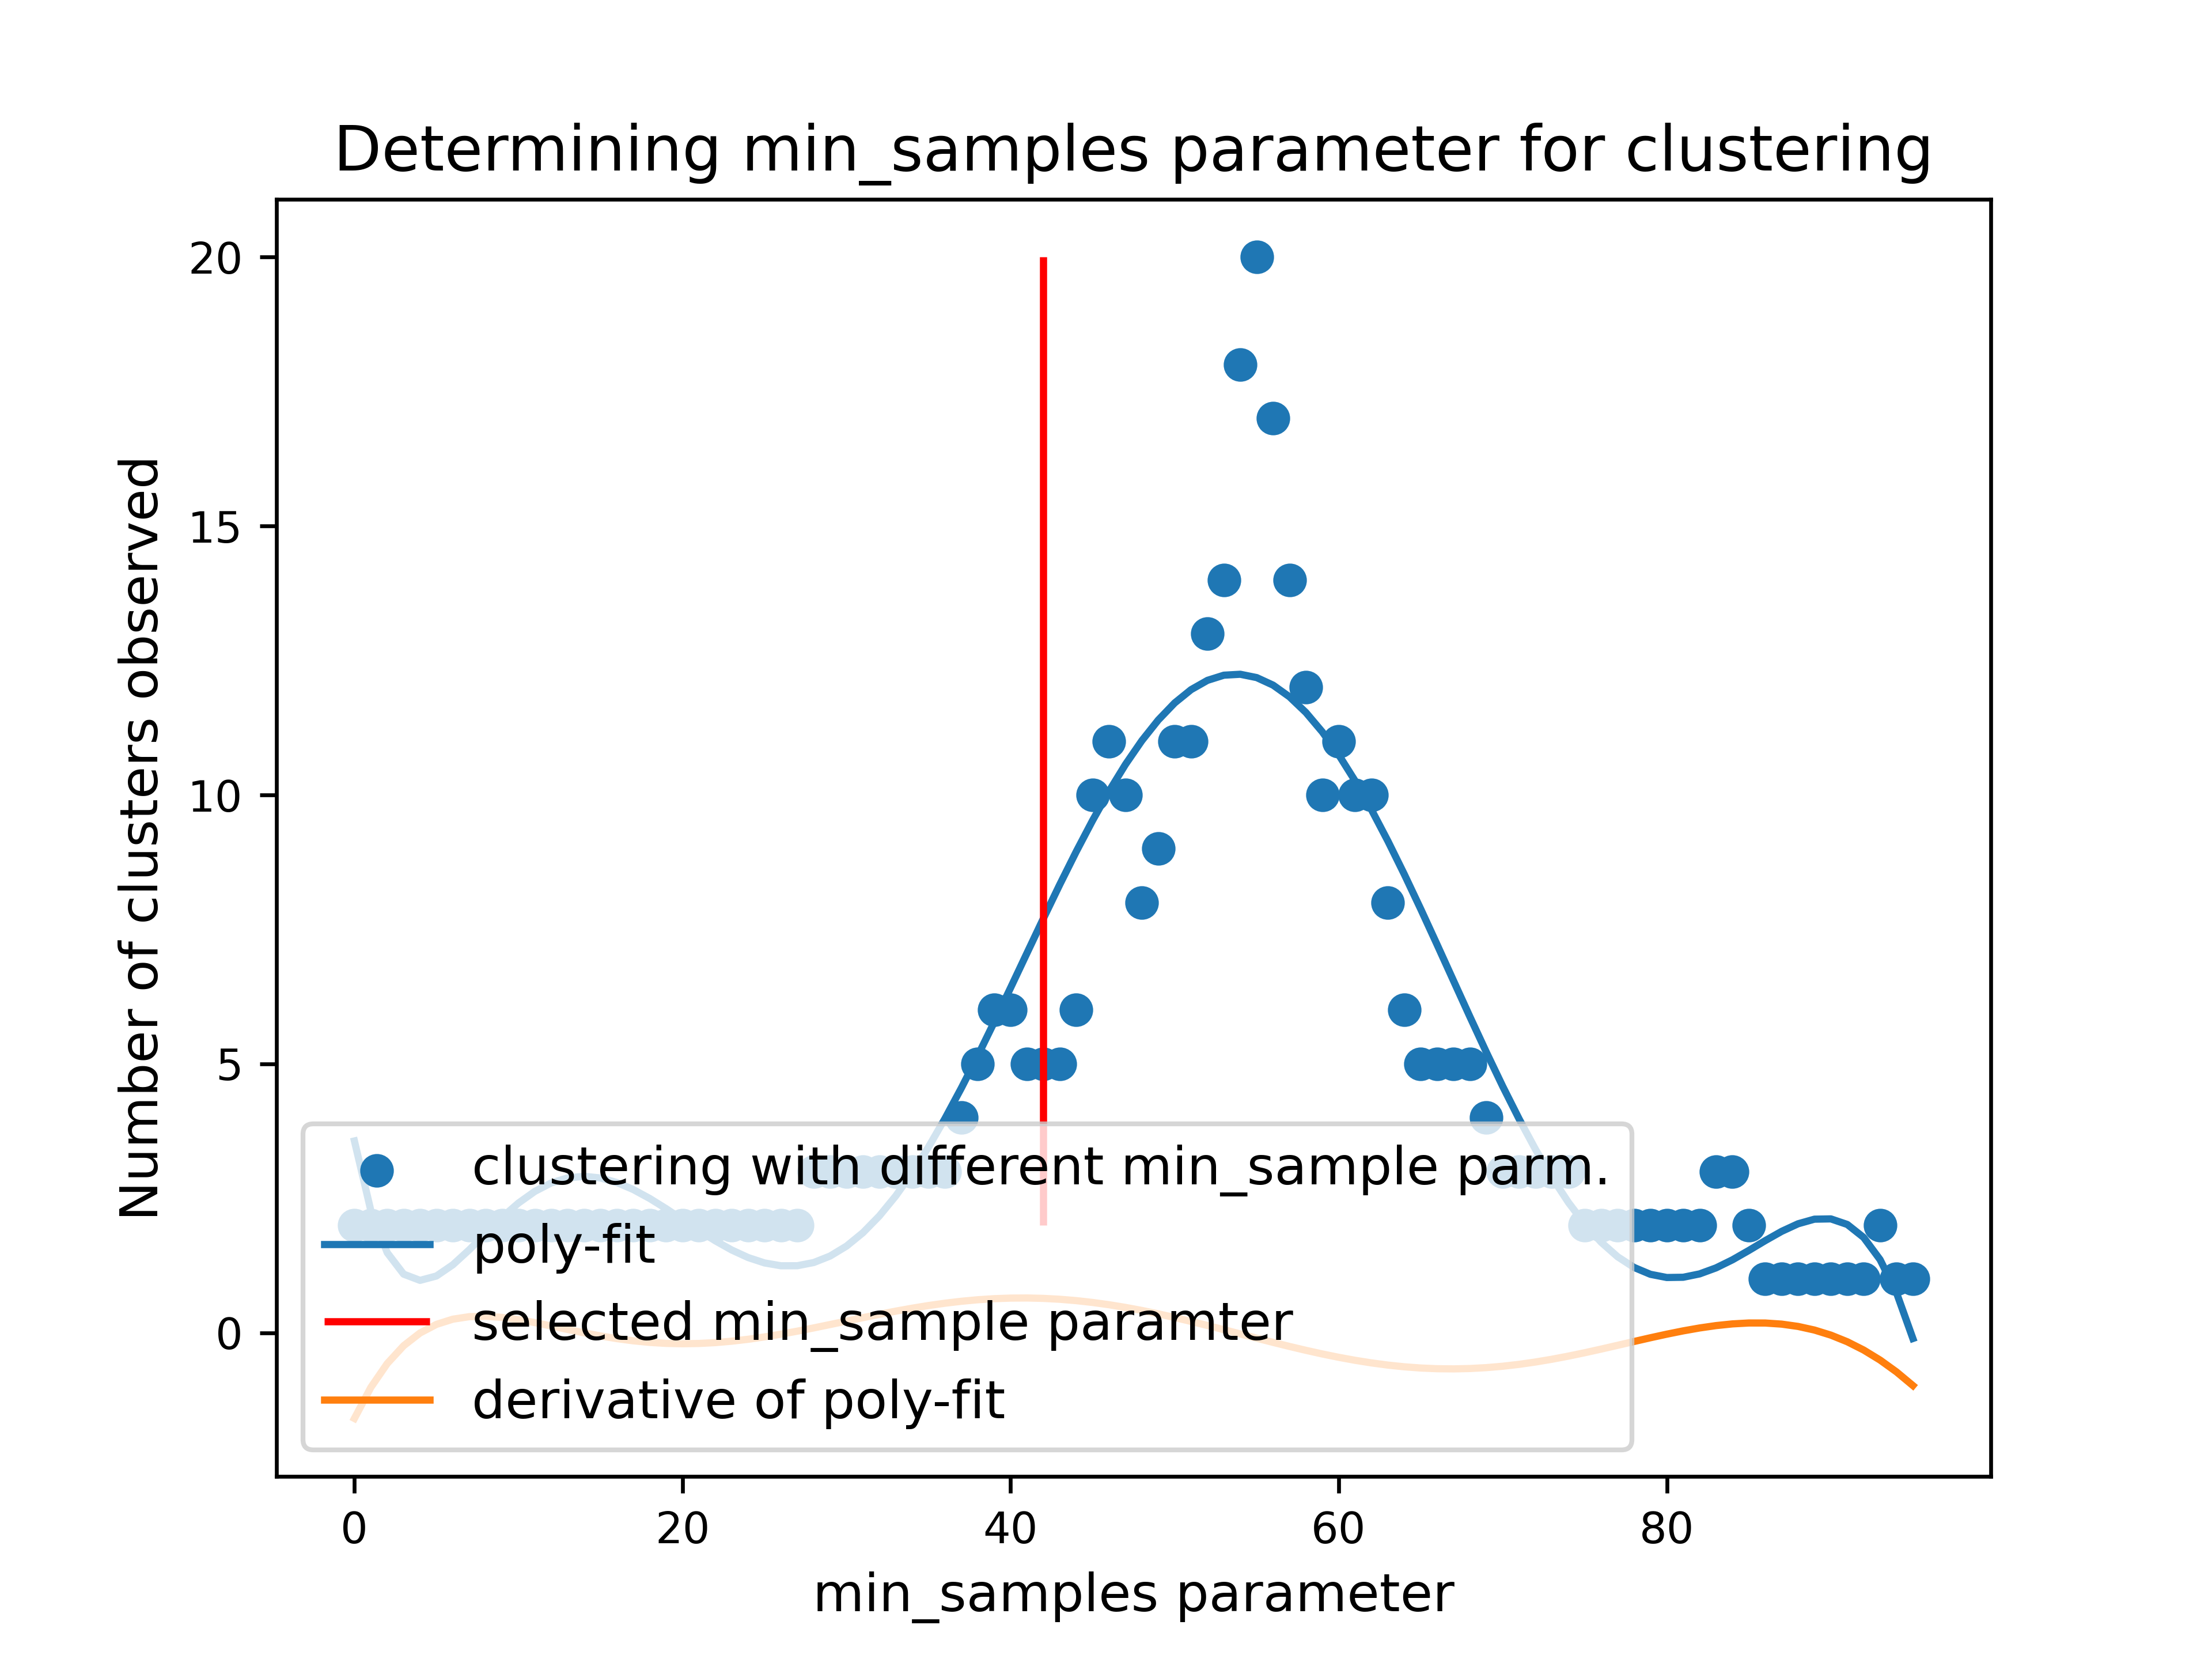 Determining min_samples parameter for clustering
Number of clusters observed
20
15
10
5
0
clustering with different min_sample parm.
poly-fit
selected min_sample paramter
derivative of poly-fit
0 20 40 60 80
min_samples parameter